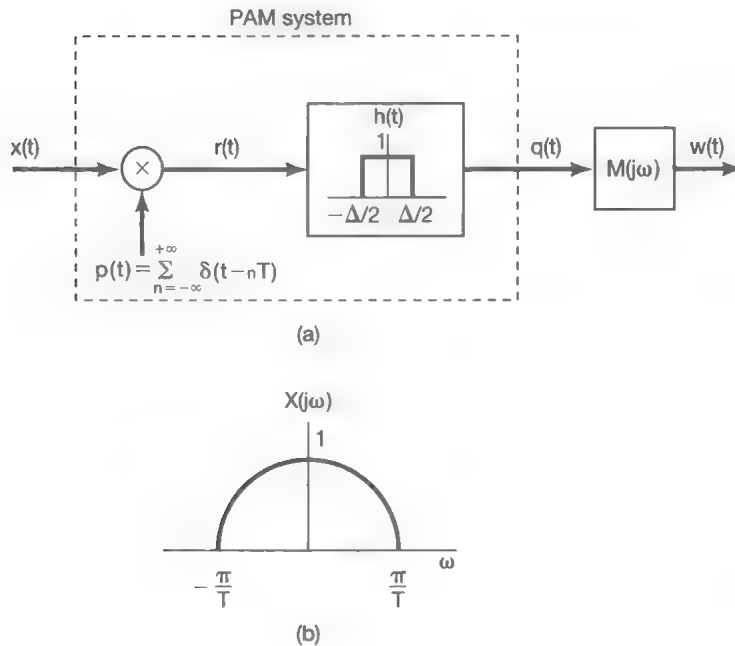 PAM system
h(t)
x(t)
r(t)
1
q(t)
w(t)
×
M(jω)
−Δ/2
Δ/2
p(t) = +∞ Σ n=−∞ δ(t−nT)
(a)
X(jω)
1
−π/T
π/T
ω
(b)